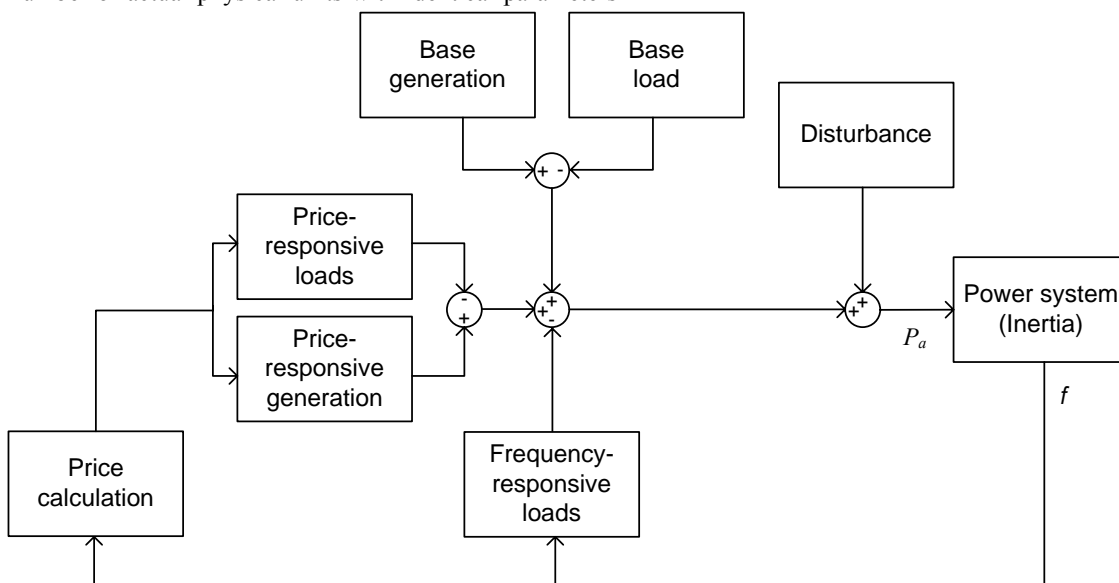 Base
generation
Base
load
Disturbance
+ -
Price-
responsive
loads
-
+
Price-
responsive
generation
+
+
-
+
+
Power system
(Inertia)
Pa
f
Price
calculation
Frequency-
responsive
loads